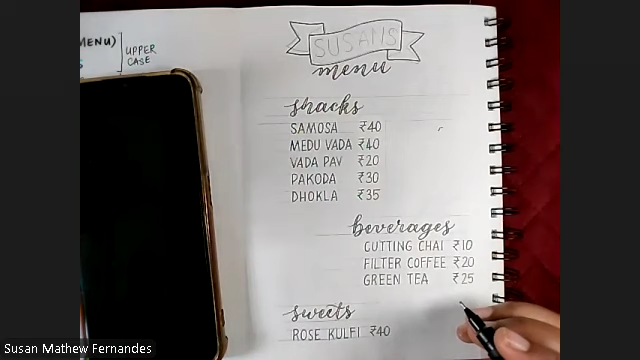 MENU)
UPPER
CASE
SUSANS
menu
snacks
SAMOSA ₹40
MEDU VADA ₹40
VADA PAV ₹20
PAKODA ₹30
DHOKLA ₹35
beverages
CUTTING CHAI ₹10
FILTER COFFEE ₹20
GREEN TEA ₹25
sweets
ROSE KULFI ₹40
Susan Mathew Fernandes